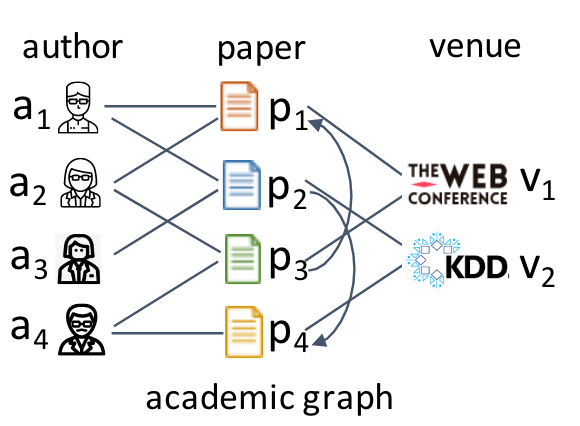 author paper venue
a1 p1
a2 p2 THE WEB CONFERENCE v1
a3 p3 KDD v2
a4 p4
academic graph